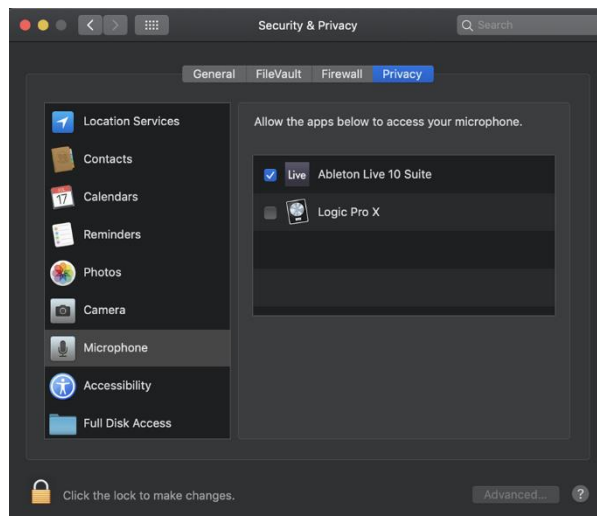 Security & Privacy
Search
General FileVault Firewall Privacy
Location Services
Contacts
17 Calendars
Reminders
Photos
Camera
Microphone
Accessibility
Full Disk Access
Allow the apps below to access your microphone.
Live Ableton Live 10 Suite
Logic Pro X
Click the lock to make changes.
Advanced...
?